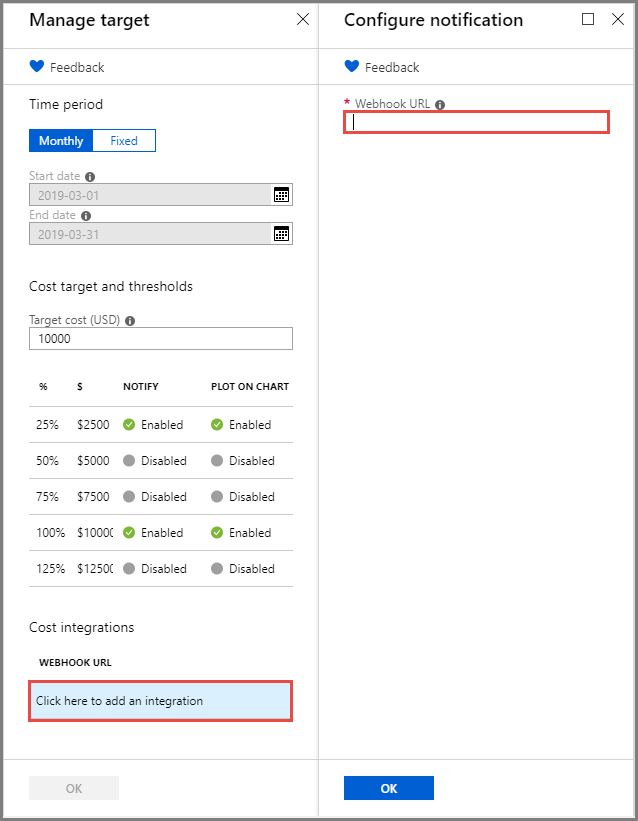 Manage target
Feedback
Time period
Monthly Fixed
Start date
2019-03-01
End date
2019-03-31
Cost target and thresholds
Target cost (USD)
10000
% $ NOTIFY PLOT ON CHART
25% $2500 Enabled Enabled
50% $5000 Disabled Disabled
75% $7500 Disabled Disabled
100% $10000 Enabled Enabled
125% $12500 Disabled Disabled
Cost integrations
WEBHOOK URL
Click here to add an integration
OK
Configure notification
Feedback
* Webhook URL
OK